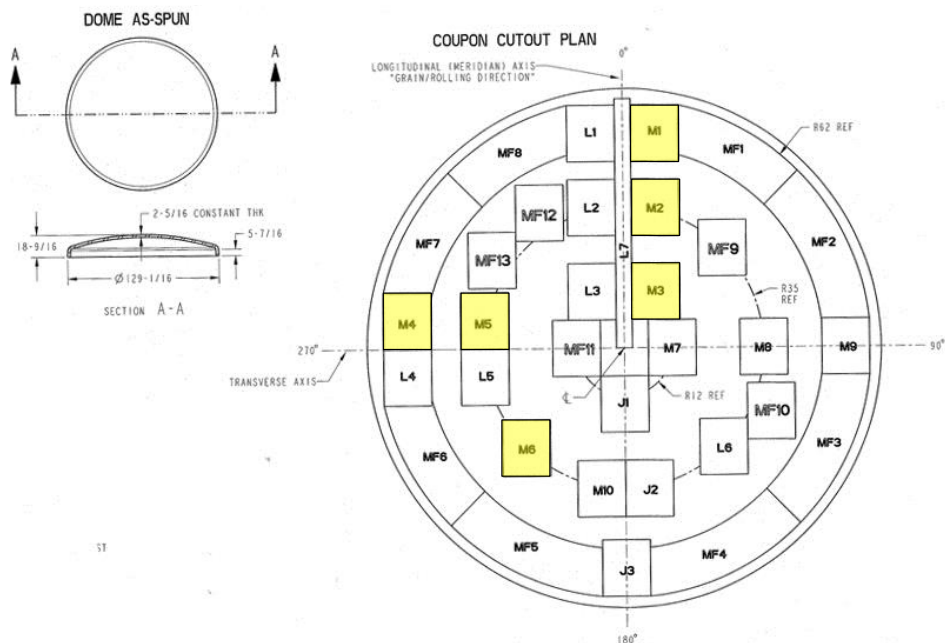 DOME AS-SPUN
A
A
2-5/16 CONSTANT THK
18-9/16
5-7/16
Ø129-1/16
SECTION A-A
ST
COUPON CUTOUT PLAN
0°
LONGITUDINAL (MERIDIAN) AXIS
"GRAIN/ROLLING DIRECTION"
R62 REF
L1
M1
MF1
MF8
L2
M2
MF12
MF9
MF2
MF7
MF13
L7
L3
M3
R35
REF
M4
M5
270°
MF11
M7
M8
M9
90°
TRANSVERSE AXIS
L4
L5
R12 REF
J1
MF10
M6
L6
MF6
MF3
M10
J2
MF5
MF4
J3
180°